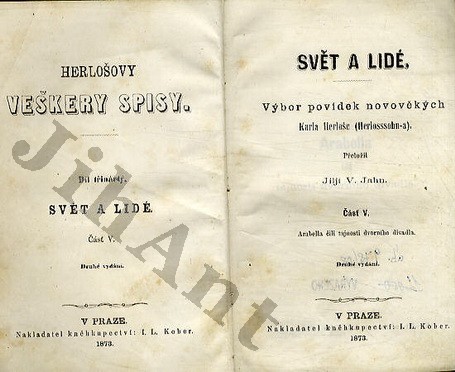 HERLOŠOVY
VEŠKERY SPISY.
Díl třináctý.
SVĚT A LIDÉ.
Část V.
Druhé vydání.
V PRAZE.
Nakladatel kněhkupectví: I. L. Kober.
1873.
SVĚT A LIDÉ,
Výbor povídek novověkých
Karla Herloše (Herlosssohn-a).
Přeložil
Jiljí V. Jahn.
Část V.
Arabella čili tajnosti dvorního divadla.
Druhé vydání.
V PRAZE.
Nakladatel kněhkupectví: I. L. Kober.
1873.
JihAnt